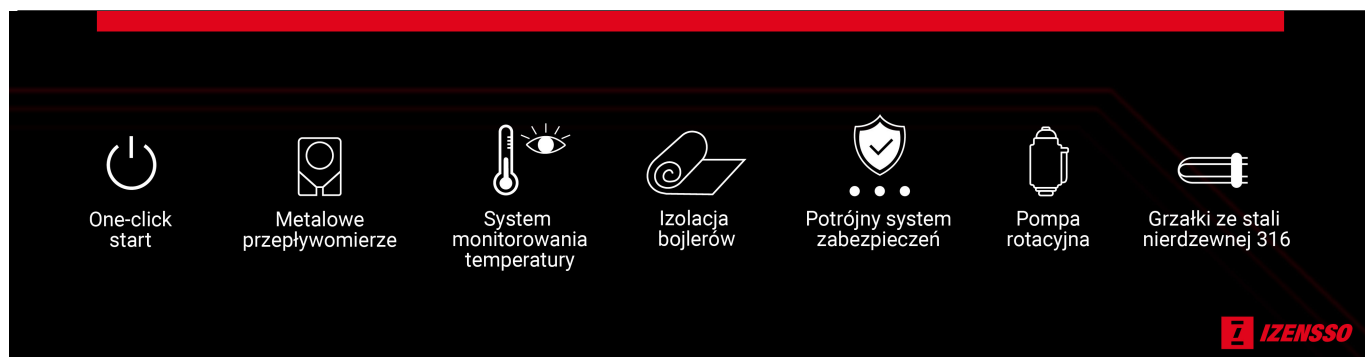 One-click
start
Metalowe
przepływomierze
System
monitorowania
temperatury
Izolacja
bojlerów
Potrójny system
zabezpieczeń
Pompa
rotacyjna
Grzałki ze stali
nierdzewnej 316
IZENSSO